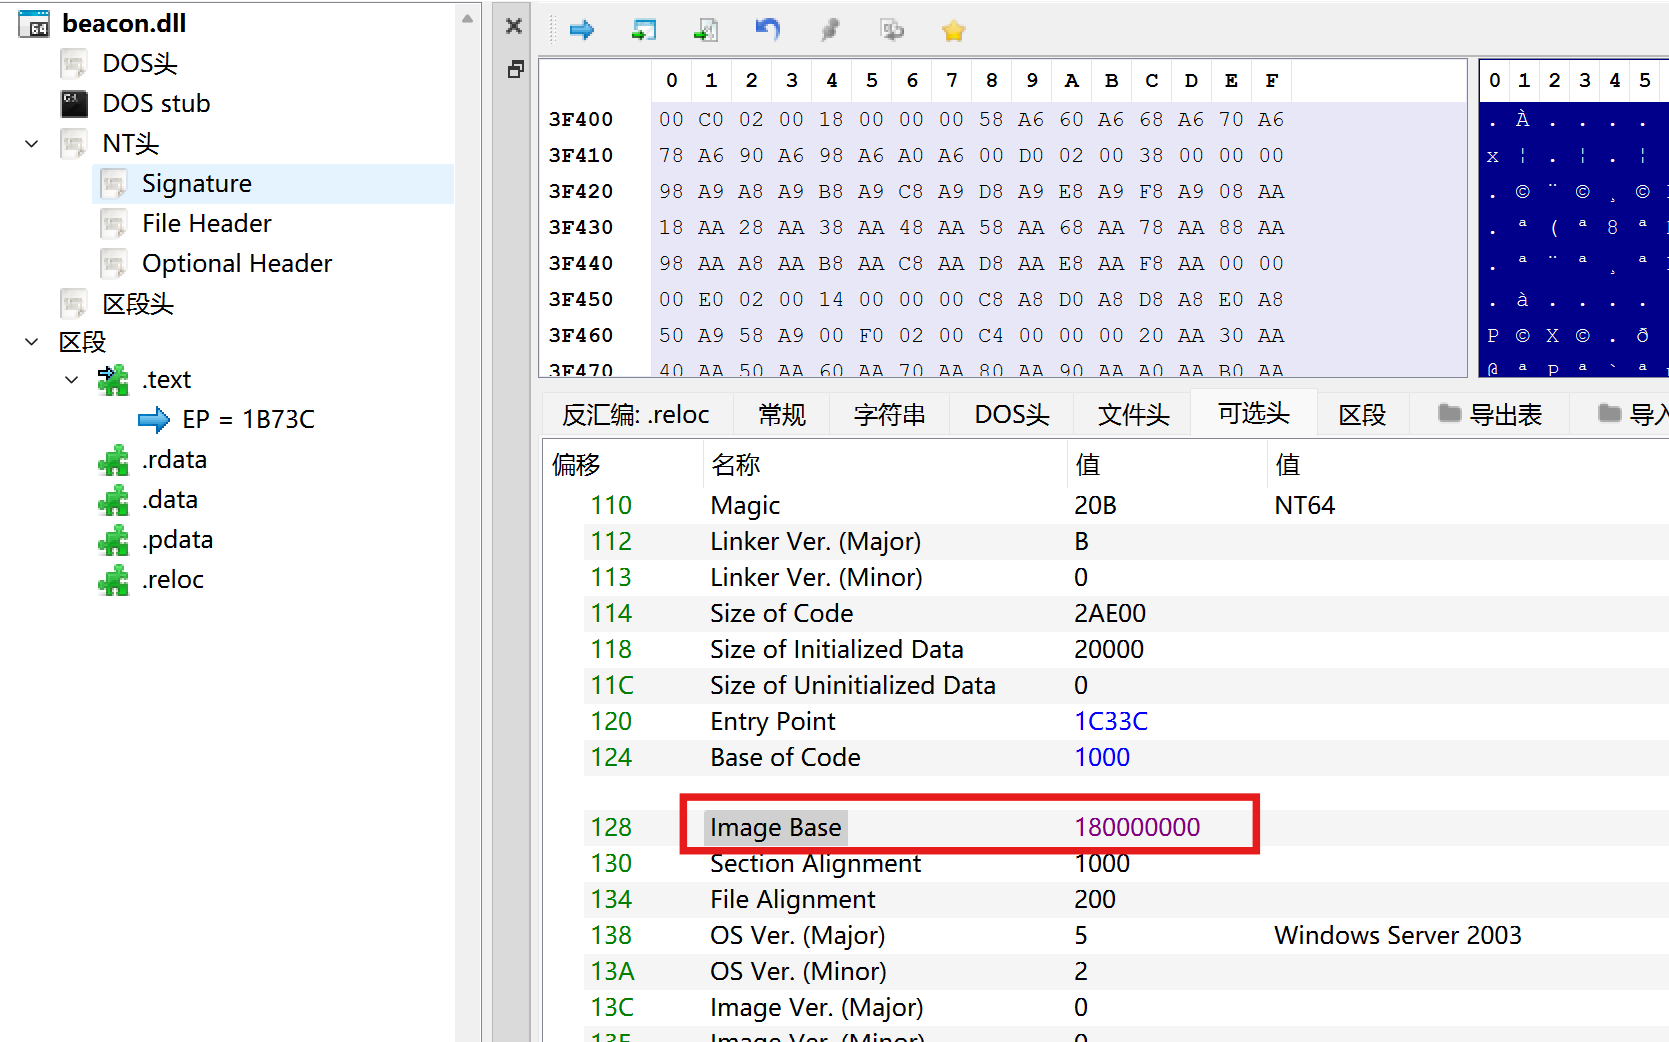 beacon.dll
DOS头
DOS stub
NT头
Signature
File Header
Optional Header
区段头
区段
.text
EP = 1B73C
.rdata
.data
.pdata
.reloc
0 1 2 3 4 5 6 7 8 9 A B C D E F
3F400 00 C0 02 00 18 00 00 00 58 A6 60 A6 68 A6 70 A6
3F410 78 A6 90 A6 98 A6 A0 A6 00 D0 02 00 38 00 00 00
3F420 98 A9 A8 A9 B8 A9 C8 A9 D8 A9 E8 A9 F8 A9 08 AA
3F430 18 AA 28 AA 38 AA 48 AA 58 AA 68 AA 78 AA 88 AA
3F440 98 AA A8 AA B8 AA C8 AA D8 AA E8 AA F8 AA 00 00
3F450 00 E0 02 00 14 00 00 00 C8 A8 D0 A8 D8 A8 E0 A8
3F460 50 A9 58 A9 00 F0 02 00 C4 00 00 00 20 AA 30 AA
3F470 40 AA 50 AA 60 AA 70 AA 80 AA 90 AA A0 AA B0 AA
0 1 2 3 4 5
. À . . . .
x ¦ . ¦ . ¦
. © ¨ © ¸ ©
. ª ( ª 8 ª
. ª ¨ ª ¸ ª
. à . . . .
P © X © . ð
@ ª P ª ` ª
反汇编: .reloc 常规 字符串 DOS头 文件头 可选头 区段 导出表 导入
偏移 名称 值 值
110 Magic 20B NT64
112 Linker Ver. (Major) B
113 Linker Ver. (Minor) 0
114 Size of Code 2AE00
118 Size of Initialized Data 20000
11C Size of Uninitialized Data 0
120 Entry Point 1C33C
124 Base of Code 1000
128 Image Base 180000000
130 Section Alignment 1000
134 File Alignment 200
138 OS Ver. (Major) 5 Windows Server 2003
13A OS Ver. (Minor) 2
13C Image Ver. (Major) 0
13E Image Ver. (Minor) 0